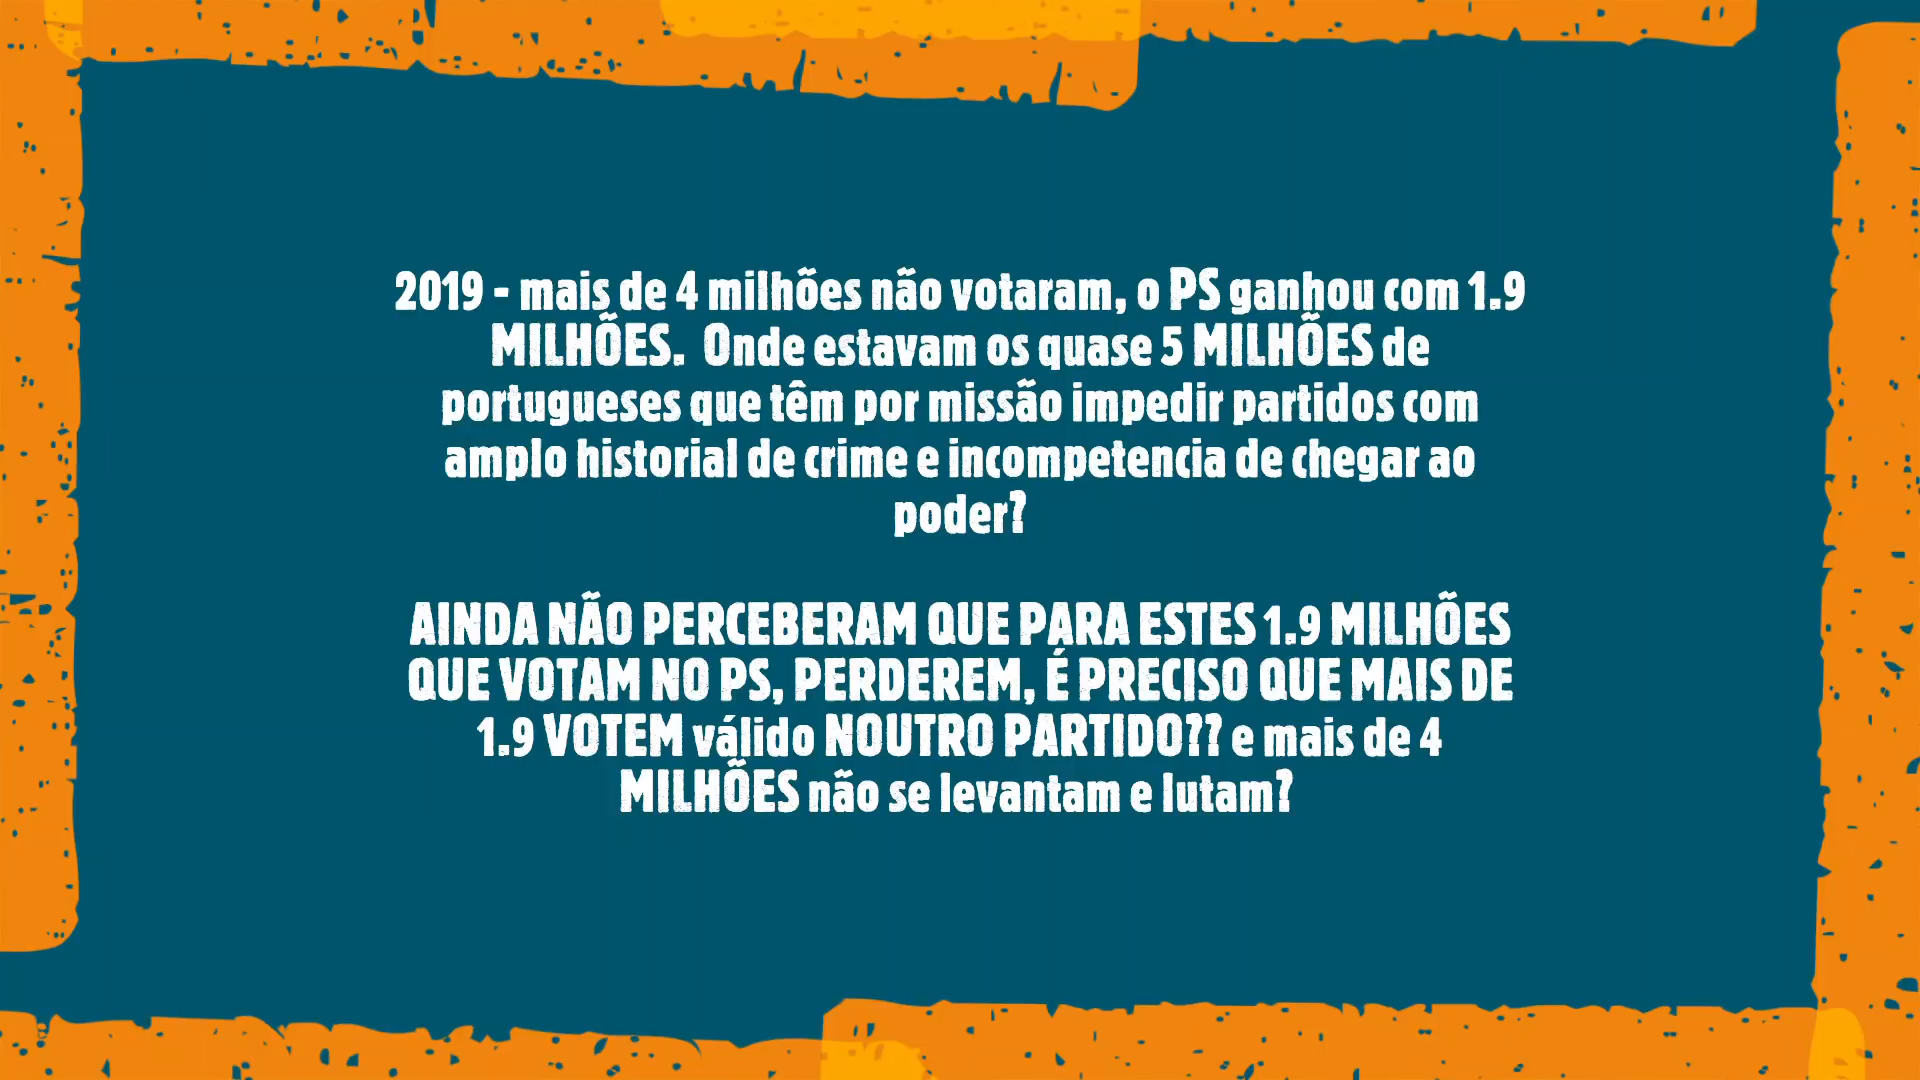 2019 - mais de 4 milhões não votaram, o PS ganhou com 1.9
MILHÕES. Onde estavam os quase 5 MILHÕES de
portugueses que têm por missão impedir partidos com
amplo historial de crime e incompetencia de chegar ao
poder?
AINDA NÃO PERCEBERAM QUE PARA ESTES 1.9 MILHÕES
QUE VOTAM NO PS, PERDEREM, É PRECISO QUE MAIS DE
1.9 VOTEM válido NOUTRO PARTIDO?? e mais de 4
MILHÕES não se levantam e lutam?